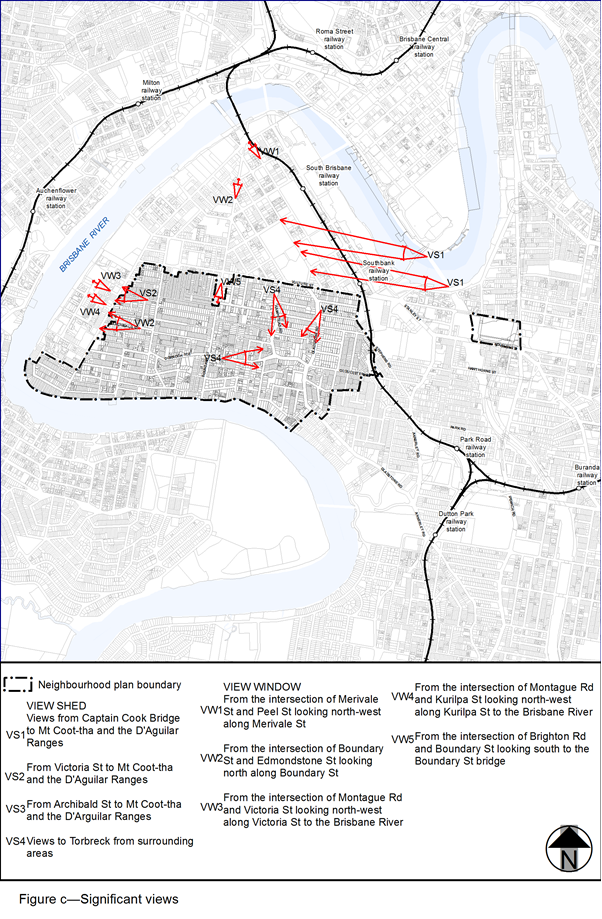 Roma Street
railway
station
Brisbane Central
railway
station
Milton
railway
station
VW1
South Brisbane
railway
station
Auchenflower
railway
station
VW2
BRISBANE RIVER
VS1
Southbank
railway
station
VW3
VS2
VW5
VS1
VS4
VW4
VW2
VS4
STANLEY ST
VS4
Park Road
railway
station
Buranda
railway
station
Dutton Park
railway
station
Neighbourhood plan boundary
VIEW SHED
VS1
Views from Captain Cook Bridge
to Mt Coot-tha and the D'Aguilar
Ranges
VS2
From Victoria St to Mt Coot-tha
and the D'Aguilar Ranges
VS3
From Archibald St to Mt Coot-tha
and the D'Arguilar Ranges
VS4 Views to Torbreck from surrounding
areas
VIEW WINDOW
VW1
From the intersection of Merivale
St and Peel St looking north-west
along Merivale St
VW2
From the intersection of Boundary
St and Edmondstone St looking
north along Boundary St
VW3
From the intersection of Montague Rd
and Victoria St looking north-west
along Victoria St to the Brisbane River
VW4
From the intersection of Montague Rd
and Kurilpa St looking north-west
along Kurilpa St to the Brisbane River
VW5
From the intersection of Brighton Rd
and Boundary St looking south to the
Boundary St bridge
N
Figure c—Significant views